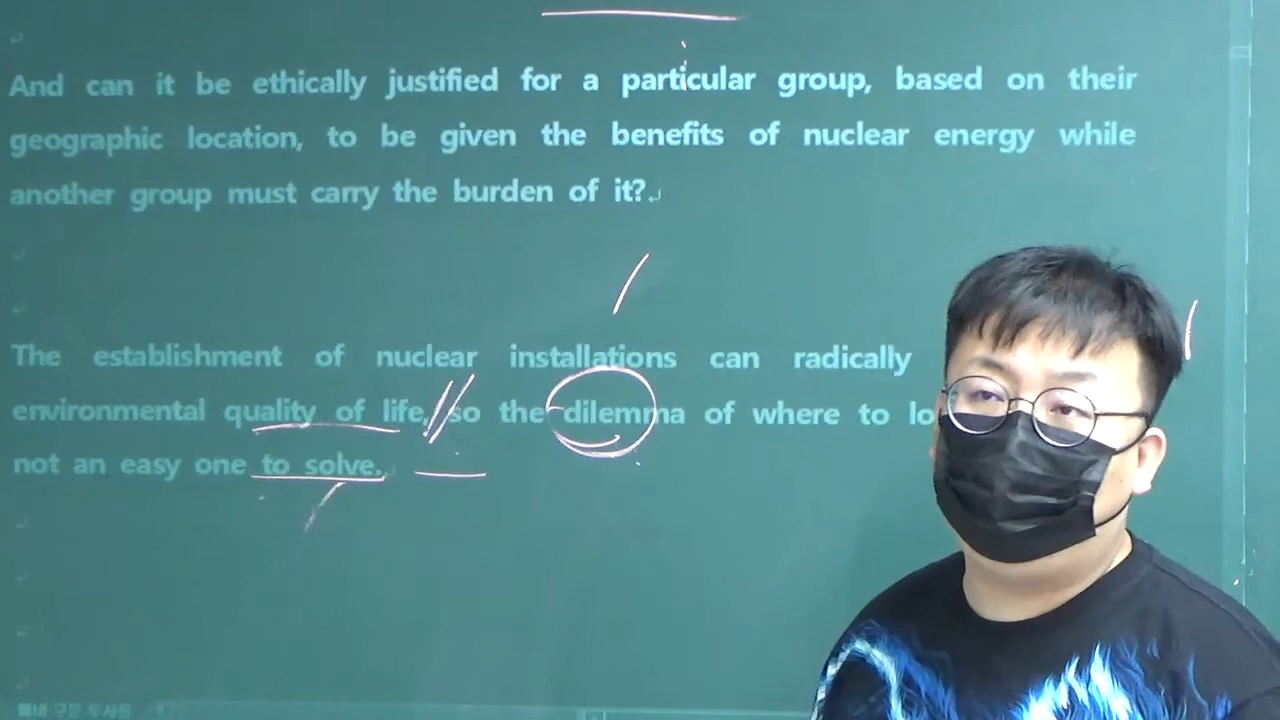 And can it be ethically justified for a particular group, based on their
geographic location, to be given the benefits of nuclear energy while
another group must carry the burden of it?
The establishment of nuclear installations can radically
environmental quality of life, so the dilemma of where to lo
not an easy one to solve.